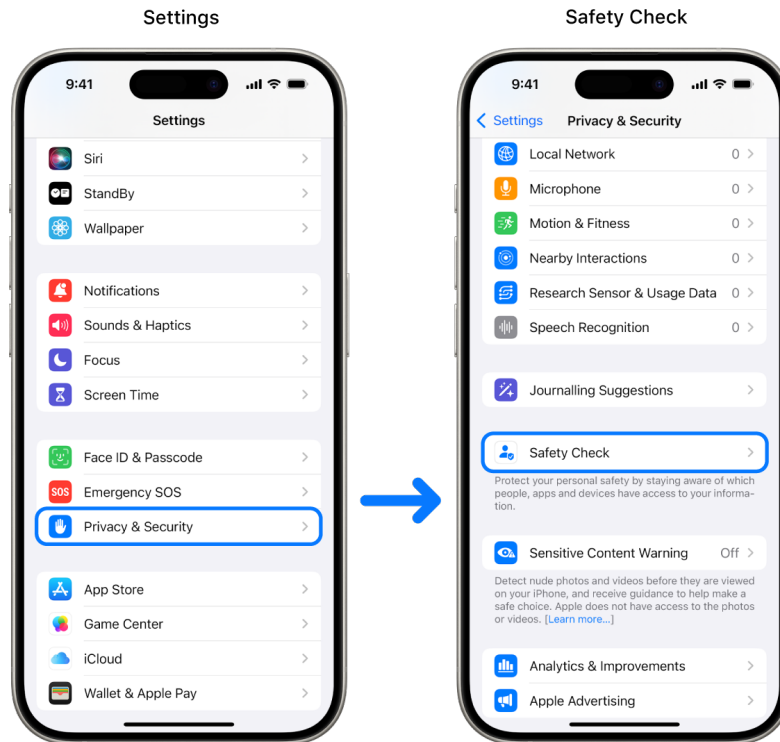 Settings
9:41
Settings
Siri
StandBy
Wallpaper
Notifications
Sounds & Haptics
Focus
Screen Time
Face ID & Passcode
SOS Emergency SOS
Privacy & Security
App Store
Game Center
iCloud
Wallet & Apple Pay
Safety Check
9:41
Settings Privacy & Security
Local Network 0
Microphone 0
Motion & Fitness 0
Nearby Interactions 0
Research Sensor & Usage Data 0
Speech Recognition 0
Journalling Suggestions
Safety Check
Protect your personal safety by staying aware of which
people, apps and devices have access to your informa-
tion.
Sensitive Content Warning Off
Detect nude photos and videos before they are viewed
on your iPhone, and receive guidance to help make a
safe choice. Apple does not have access to the photos
or videos. [Learn more...]
Analytics & Improvements
Apple Advertising